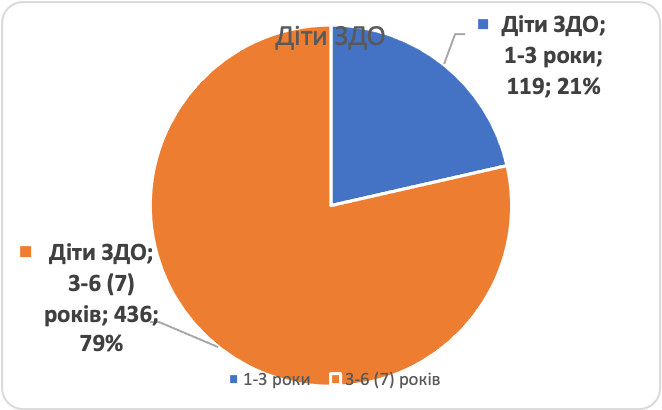 Діти ЗДО
Діти ЗДО;
1-3 роки;
119; 21%
Діти ЗДО;
3-6 (7)
років; 436;
79%
1-3 роки 3-6 (7) років